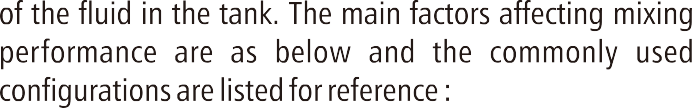 of the fluid in the tank. The main factors affecting mixing
performance are as below and the commonly used
configurations are listed for reference :